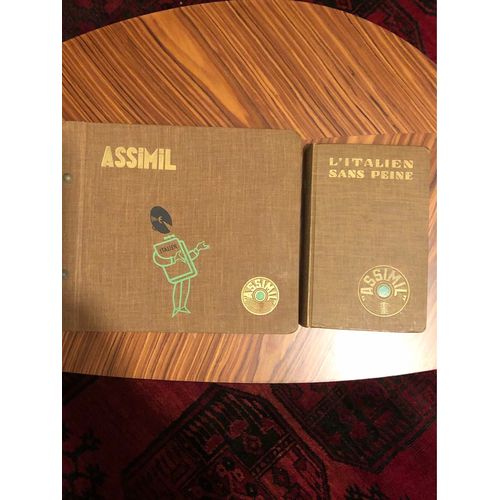 ASSiMiL
ITALIEN
"ASSIMIL"
L'ITALIEN
SANS PEINE
"ASSIMIL"